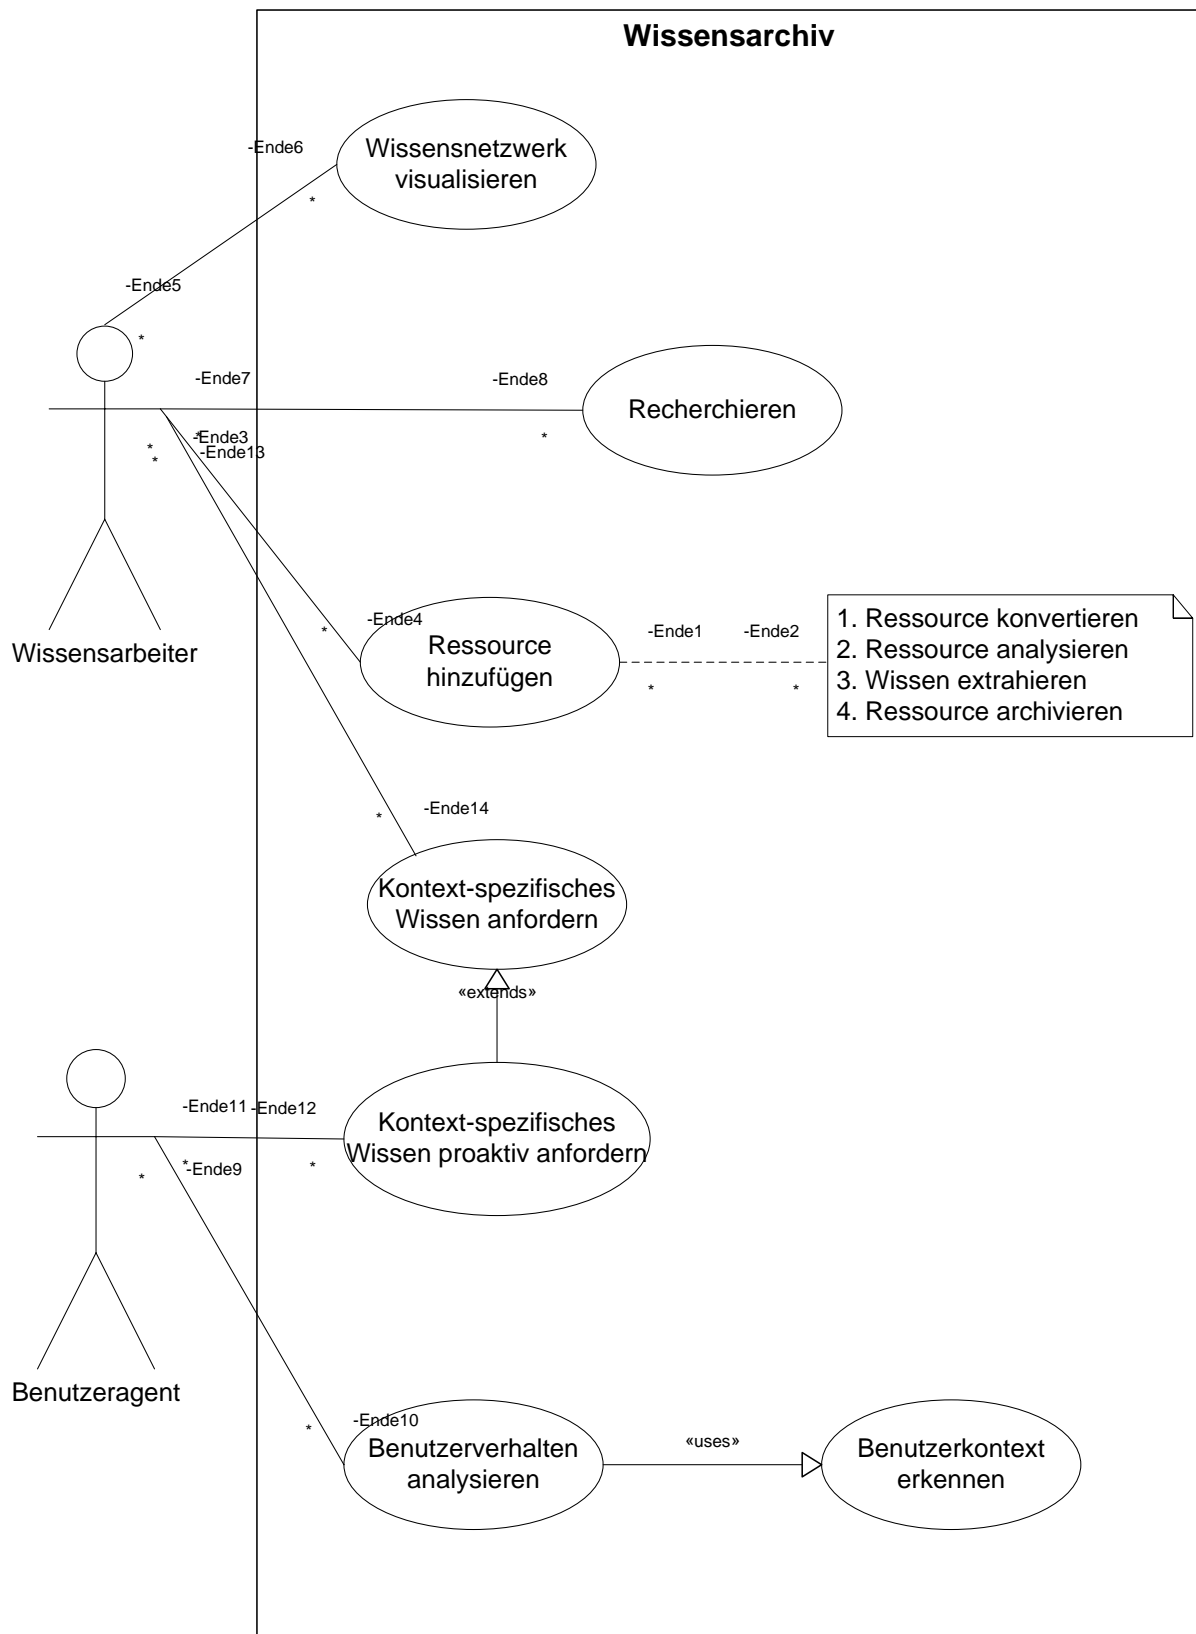 Wissensarchiv
-Ende6
Wissensnetzwerk
visualisieren
*
-Ende5
*
-Ende7
-Ende8
Recherchieren
*
-Ende3
*
*
-Ende13
*
*
-Ende4
Ressource
hinzufügen
*
-Ende1
-Ende2
*
*
1. Ressource konvertieren
2. Ressource analysieren
3. Wissen extrahieren
4. Ressource archivieren
Wissensarbeiter
-Ende14
*
Kontext-spezifisches
Wissen anfordern
«extends»
-Ende11
-Ende12
Kontext-spezifisches
Wissen proaktiv anfordern
*
*
*
-Ende9
Benutzeragent
-Ende10
*
Benutzerverhalten
analysieren
«uses»
Benutzerkontext
erkennen